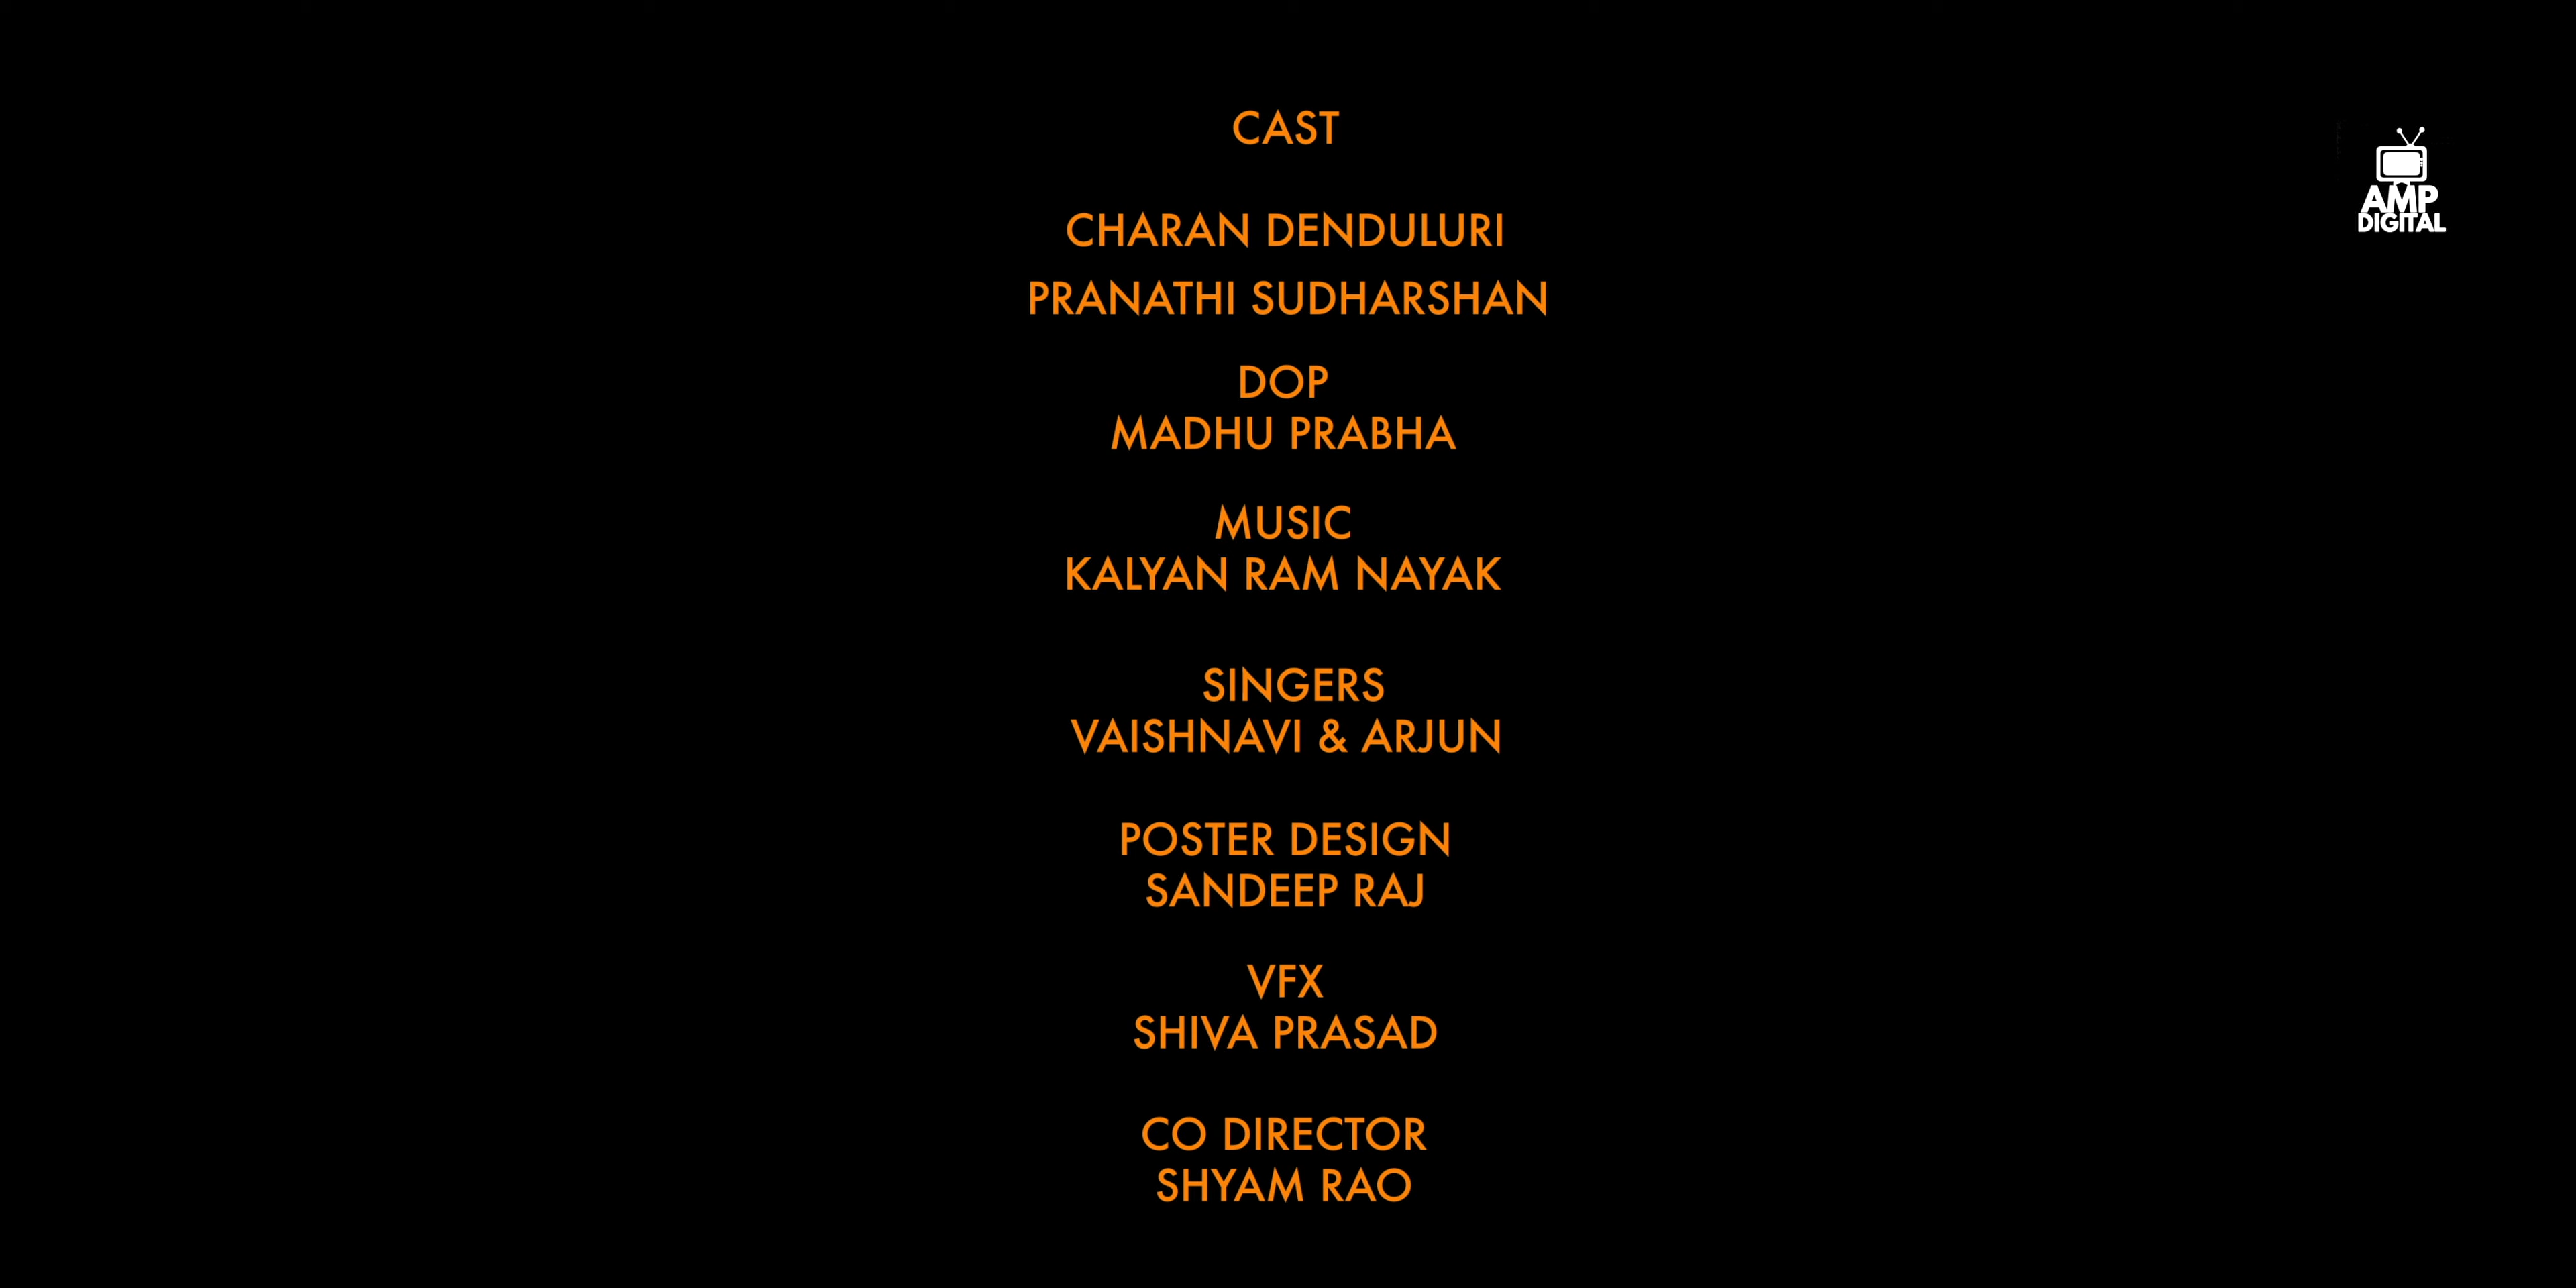 CAST
CHARAN DENDULURI
PRANATHI SUDHARSHAN
DOP
MADHU PRABHA
MUSIC
KALYAN RAM NAYAK
SINGERS
VAISHNAVI & ARJUN
POSTER DESIGN
SANDEEP RAJ
VFX
SHIVA PRASAD
CO DIRECTOR
SHYAM RAO
AMP
DIGITAL